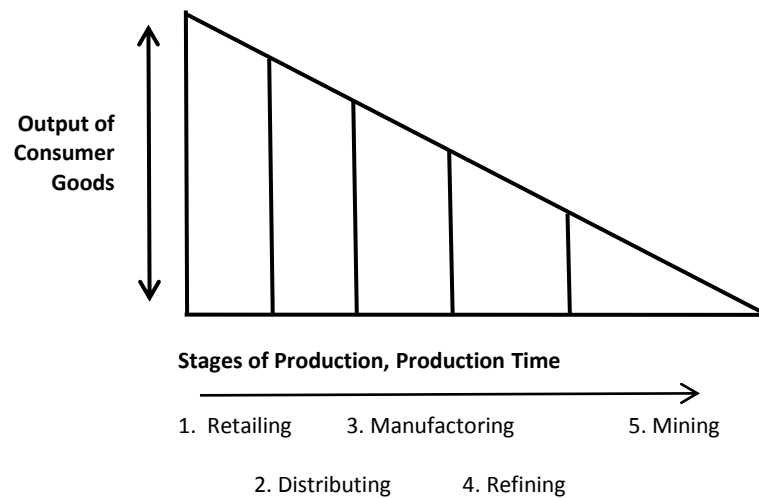 Output of
Consumer
Goods
Stages of Production, Production Time
1. Retailing 3. Manufactoring 5. Mining
2. Distributing 4. Refining